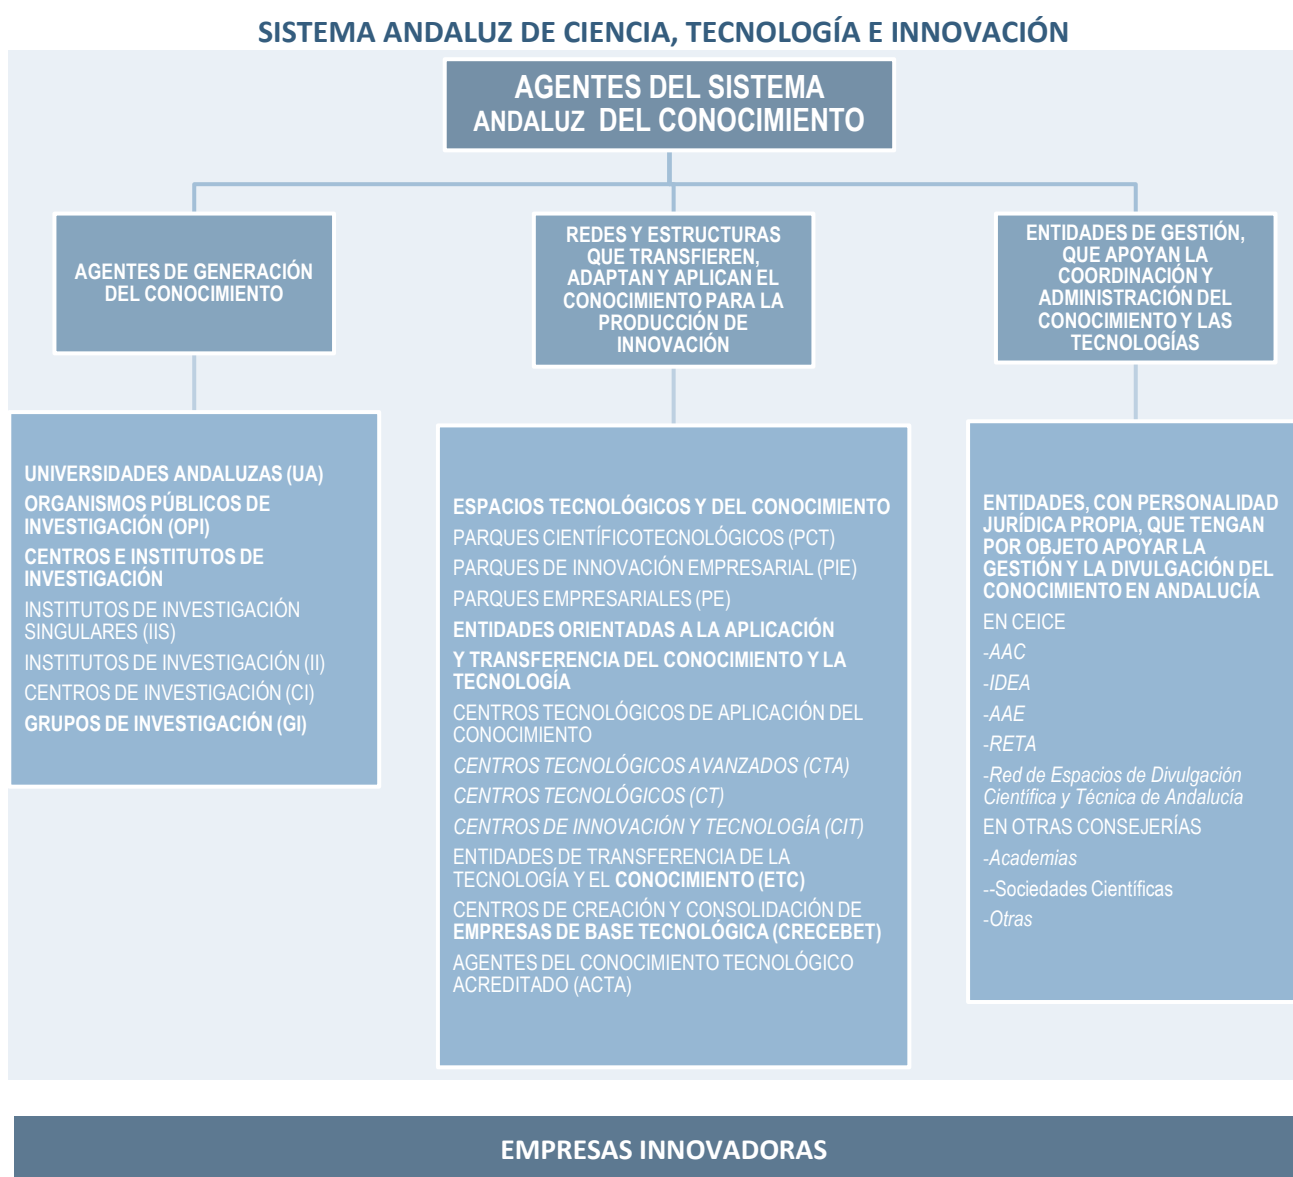 SISTEMA ANDALUZ DE CIENCIA, TECNOLOGÍA E INNOVACIÓN
AGENTES DEL SISTEMA
ANDALUZ DEL CONOCIMIENTO
AGENTES DE GENERACIÓN
DEL CONOCIMIENTO
REDES Y ESTRUCTURAS
QUE TRANSFIEREN,
ADAPTAN Y APLICAN EL
CONOCIMIENTO PARA LA
PRODUCCIÓN DE
INNOVACIÓN
ENTIDADES DE GESTIÓN,
QUE APOYAN LA
COORDINACIÓN Y
ADMINISTRACIÓN DEL
CONOCIMIENTO Y LAS
TECNOLOGÍAS
UNIVERSIDADES ANDALUZAS (UA)
ORGANISMOS PÚBLICOS DE
INVESTIGACIÓN (OPI)
CENTROS E INSTITUTOS DE
INVESTIGACIÓN
INSTITUTOS DE INVESTIGACIÓN
SINGULARES (IIS)
INSTITUTOS DE INVESTIGACIÓN (II)
CENTROS DE INVESTIGACIÓN (CI)
GRUPOS DE INVESTIGACIÓN (GI)
ESPACIOS TECNOLÓGICOS Y DEL CONOCIMIENTO
PARQUES CIENTÍFICOTECNOLÓGICOS (PCT)
PARQUES DE INNOVACIÓN EMPRESARIAL (PIE)
PARQUES EMPRESARIALES (PE)
ENTIDADES ORIENTADAS A LA APLICACIÓN
Y TRANSFERENCIA DEL CONOCIMIENTO Y LA
TECNOLOGÍA
CENTROS TECNOLÓGICOS DE APLICACIÓN DEL
CONOCIMIENTO
CENTROS TECNOLÓGICOS AVANZADOS (CTA)
CENTROS TECNOLÓGICOS (CT)
CENTROS DE INNOVACIÓN Y TECNOLOGÍA (CIT)
ENTIDADES DE TRANSFERENCIA DE LA
TECNOLOGÍA Y EL CONOCIMIENTO (ETC)
CENTROS DE CREACIÓN Y CONSOLIDACIÓN DE
EMPRESAS DE BASE TECNOLÓGICA (CRECEBET)
AGENTES DEL CONOCIMIENTO TECNOLÓGICO
ACREDITADO (ACTA)
ENTIDADES, CON PERSONALIDAD
JURÍDICA PROPIA, QUE TENGAN
POR OBJETO APOYAR LA
GESTIÓN Y LA DIVULGACIÓN DEL
CONOCIMIENTO EN ANDALUCÍA
EN CEICE
-AAC
-IDEA
-AAE
-RETA
-Red de Espacios de Divulgación
Científica y Técnica de Andalucía
EN OTRAS CONSEJERÍAS
-Academias
--Sociedades Científicas
-Otras
EMPRESAS INNOVADORAS